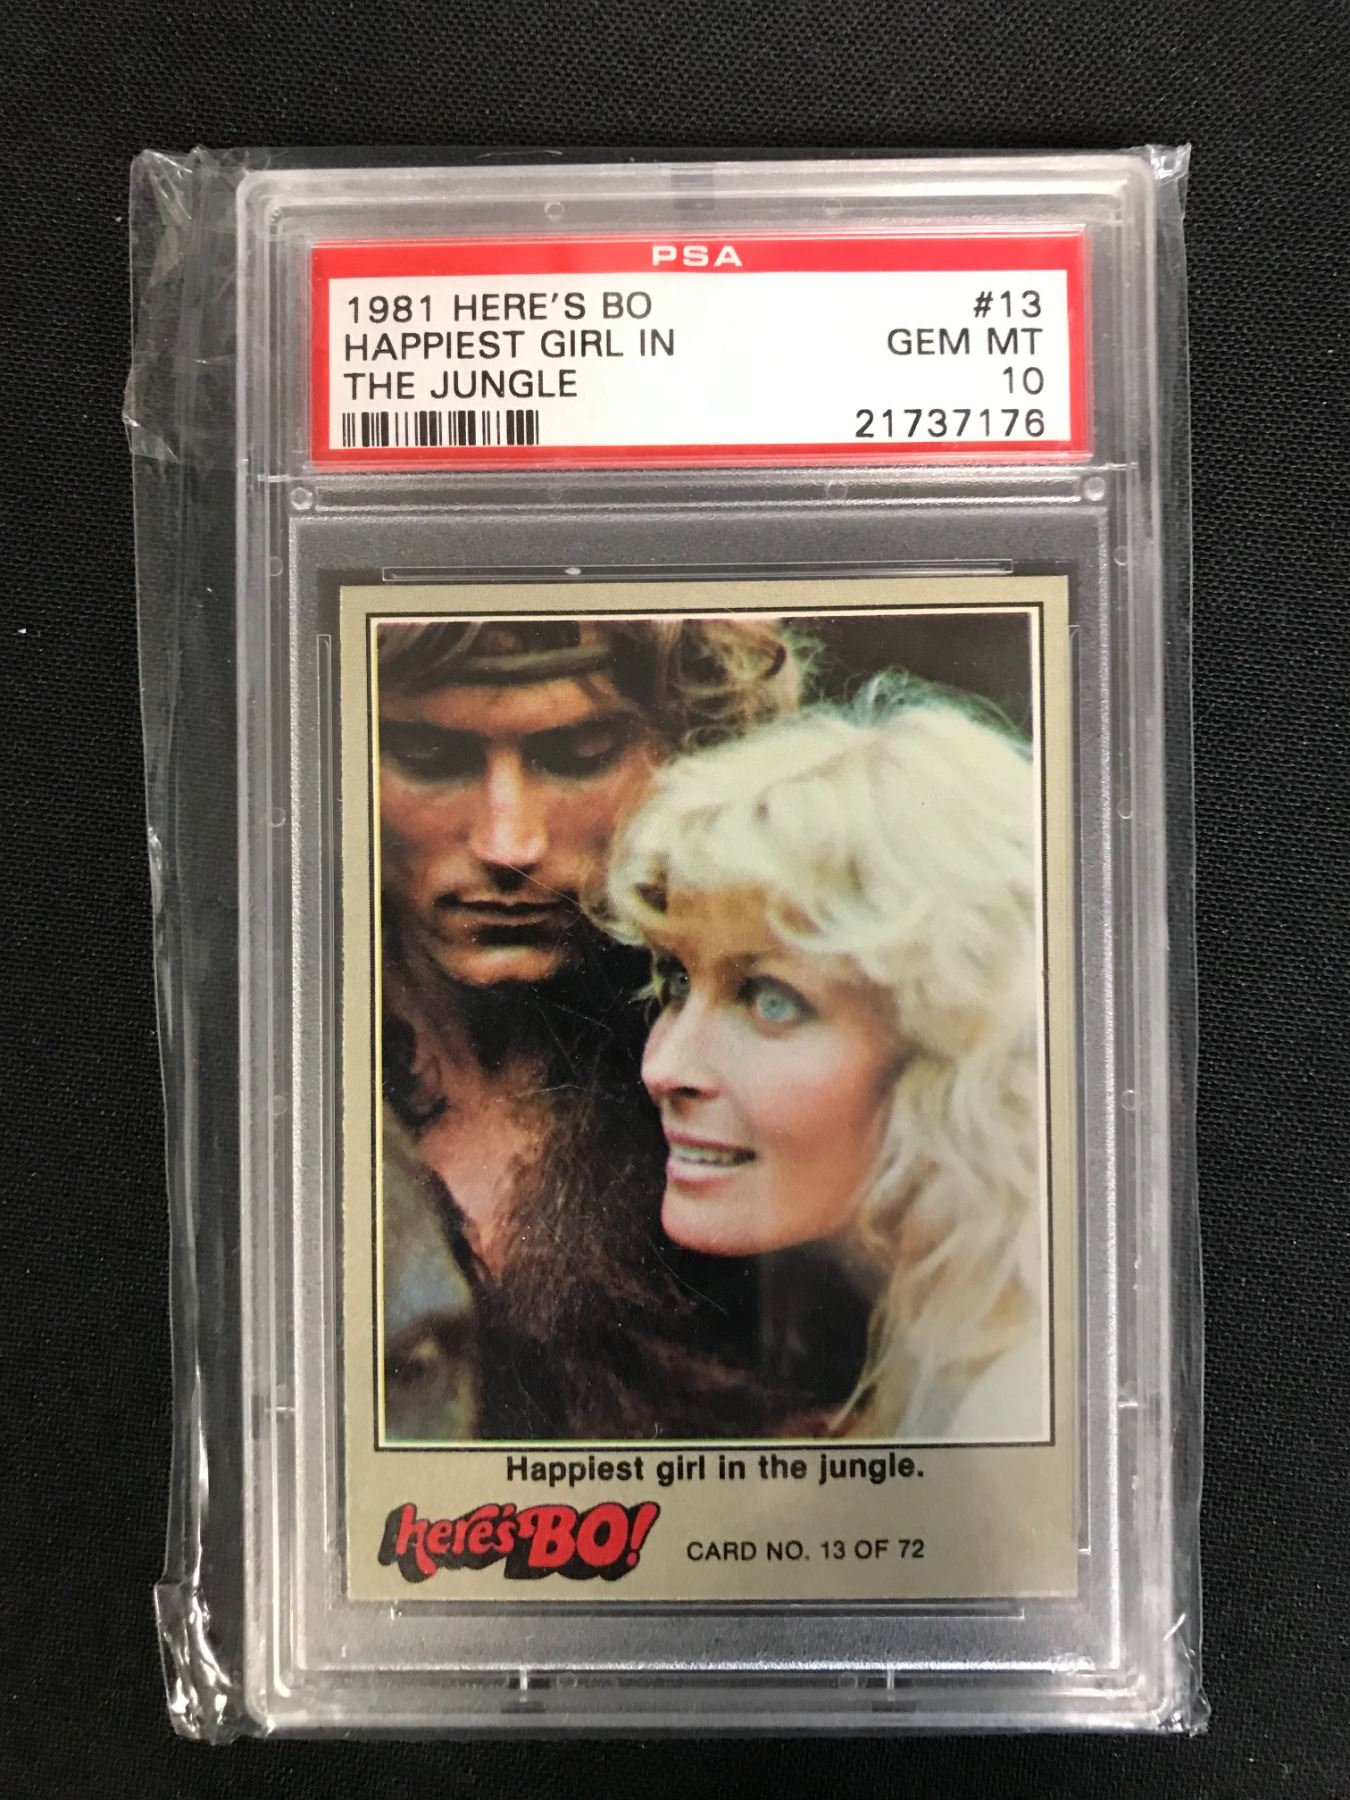 PSA
1981 HERE'S BO #13
HAPPIEST GIRL IN GEM MT
THE JUNGLE 10
21737176
Happiest girl in the jungle.
here's BO! CARD NO. 13 OF 72